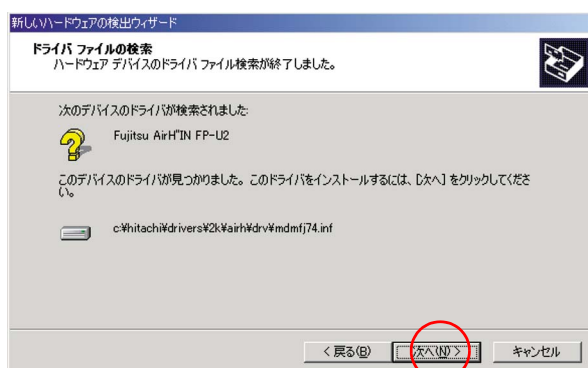 新しいハードウェアの検出ウィザード
ドライバ ファイルの検索
ハードウェア デバイスのドライバ ファイル検索が終了しました。
次のデバイスのドライバが検索されました:
Fujitsu AirH"IN FP-U2
このデバイスのドライバが見つかりました。このドライバをインストールするには、[次へ] をクリックしてくださ
い。
c:¥hitachi¥drivers¥2k¥airh¥drv¥mdmfj74.inf
< 戻る(B)
次へ(N) >
キャンセル